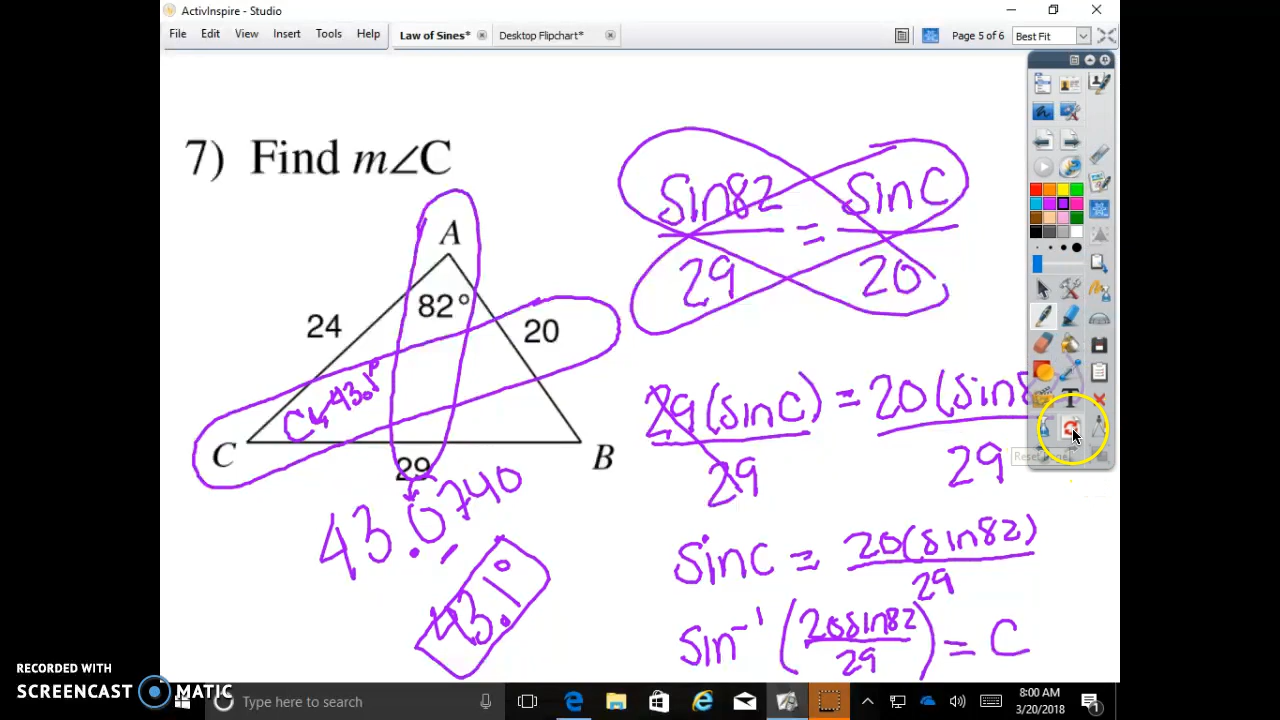 ActivInspire - Studio
File Edit View Insert Tools Help
Law of Sines* Desktop Flipchart*
Page 5 of 6 Best Fit
7) Find m∠C
sin82 = sinC
29 20
A
82°
24
20
C
C≈43.1°
B
29
29(sinC) = 20(sin8
29 29
43.0740
43.1°
sinC = 20(sin82)
29
sin⁻¹ (20sin82) = C
29
RECORDED WITH
SCREENCAST MATIC
Type here to search
8:00 AM
3/20/2018
1